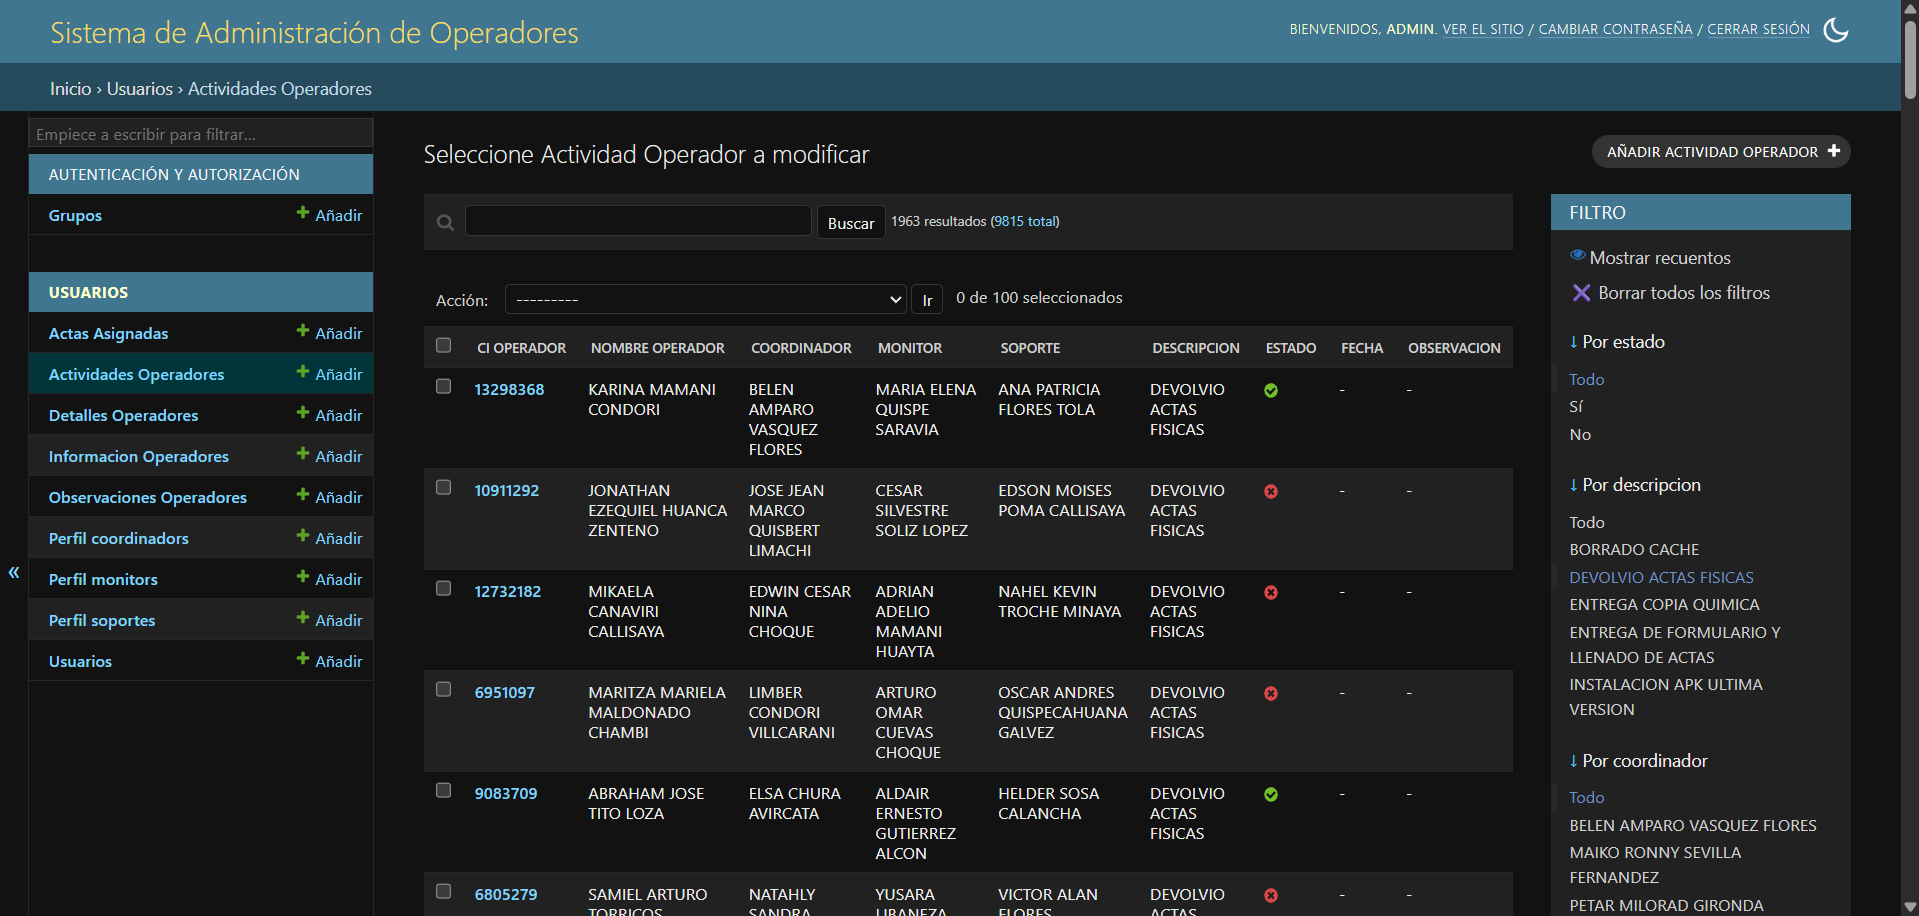 Sistema de Administración de Operadores
BIENVENIDOS, ADMIN. VER EL SITIO / CAMBIAR CONTRASEÑA / CERRAR SESIÓN
Inicio › Usuarios › Actividades Operadores
Empiece a escribir para filtrar...
AUTENTICACIÓN Y AUTORIZACIÓN
Grupos
Añadir
USUARIOS
Actas Asignadas
Añadir
Actividades Operadores
Añadir
Detalles Operadores
Añadir
Informacion Operadores
Añadir
Observaciones Operadores
Añadir
Perfil coordinadors
Añadir
Perfil monitors
Añadir
Perfil soportes
Añadir
Usuarios
Añadir
«
Seleccione Actividad Operador a modificar
AÑADIR ACTIVIDAD OPERADOR +
Buscar
1963 resultados (9815 total)
Acción:
---------
Ir
0 de 100 seleccionados
CI OPERADOR NOMBRE OPERADOR COORDINADOR MONITOR SOPORTE DESCRIPCION ESTADO FECHA OBSERVACION
13298368
KARINA MAMANI
CONDORI
BELEN
AMPARO
VASQUEZ
FLORES
MARIA ELENA
QUISPE
SARAVIA
ANA PATRICIA
FLORES TOLA
DEVOLVIO
ACTAS
FISICAS
-
-
10911292
JONATHAN
EZEQUIEL HUANCA
ZENTENO
JOSE JEAN
MARCO
QUISBERT
LIMACHI
CESAR
SILVESTRE
SOLIZ LOPEZ
EDSON MOISES
POMA CALLISAYA
DEVOLVIO
ACTAS
FISICAS
-
-
12732182
MIKAELA
CANAVIRI
CALLISAYA
EDWIN CESAR
NINA
CHOQUE
ADRIAN
ADELIO
MAMANI
HUAYTA
NAHEL KEVIN
TROCHE MINAYA
DEVOLVIO
ACTAS
FISICAS
-
-
6951097
MARITZA MARIELA
MALDONADO
CHAMBI
LIMBER
CONDORI
VILLCARANI
ARTURO
OMAR
CUEVAS
CHOQUE
OSCAR ANDRES
QUISPECAHUANA
GALVEZ
DEVOLVIO
ACTAS
FISICAS
-
-
9083709
ABRAHAM JOSE
TITO LOZA
ELSA CHURA
AVIRCATA
ALDAIR
ERNESTO
GUTIERREZ
ALCON
HELDER SOSA
CALANCHA
DEVOLVIO
ACTAS
FISICAS
-
-
6805279
SAMIEL ARTURO
TORRICOS
NATAHLY
SANDRA
YUSARA
LIBANEZA
VICTOR ALAN
FLORES
DEVOLVIO
ACTAS
-
-
FILTRO
Mostrar recuentos
Borrar todos los filtros
↓ Por estado
Todo
Sí
No
↓ Por descripcion
Todo
BORRADO CACHE
DEVOLVIO ACTAS FISICAS
ENTREGA COPIA QUIMICA
ENTREGA DE FORMULARIO Y
LLENADO DE ACTAS
INSTALACION APK ULTIMA
VERSION
↓ Por coordinador
Todo
BELEN AMPARO VASQUEZ FLORES
MAIKO RONNY SEVILLA
FERNANDEZ
PETAR MILORAD GIRONDA